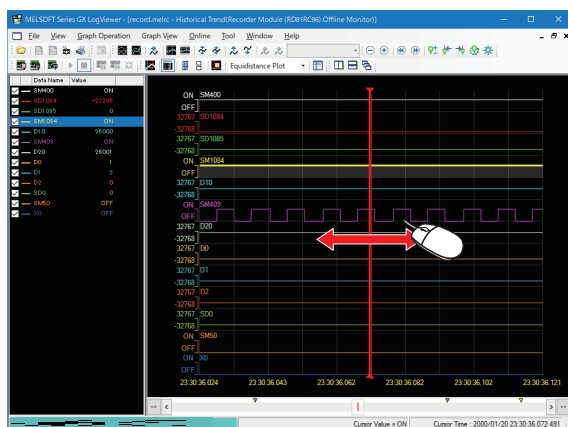 MELSOFT Series GX LogViewer - [record.melrc - Historical Trend(Recorder Module (RD81RC96) Offline Monitor)]
File View Graph Operation Graph View Online Tool Window Help
Equidistance Plot
Data Name Value
SM400 ON
SD1084 -23395
SD1085 0
SM1084 ON
D10 26000
SM409 ON
D20 26001
D0 1
D1 3
D2 0
SD0 0
SM50 OFF
X0 OFF
ON SM400
OFF
32767 SD1084
-32768
32767 SD1085
-32768
ON SM1084
OFF
32767 D10
-32768
ON SM409
OFF
32767 D20
-32768
32767 D0
-32768
32767 D1
-32768
32767 D2
-32768
32767 SD0
-32768
ON SM50
OFF
ON X0
OFF
23:30:36.024 23:30:36.043 23:30:36.062 23:30:36.082 23:30:36.102 23:30:36.121
Cursor Value = ON Cursor Time : 2000/01/20 23:30:36.072 491